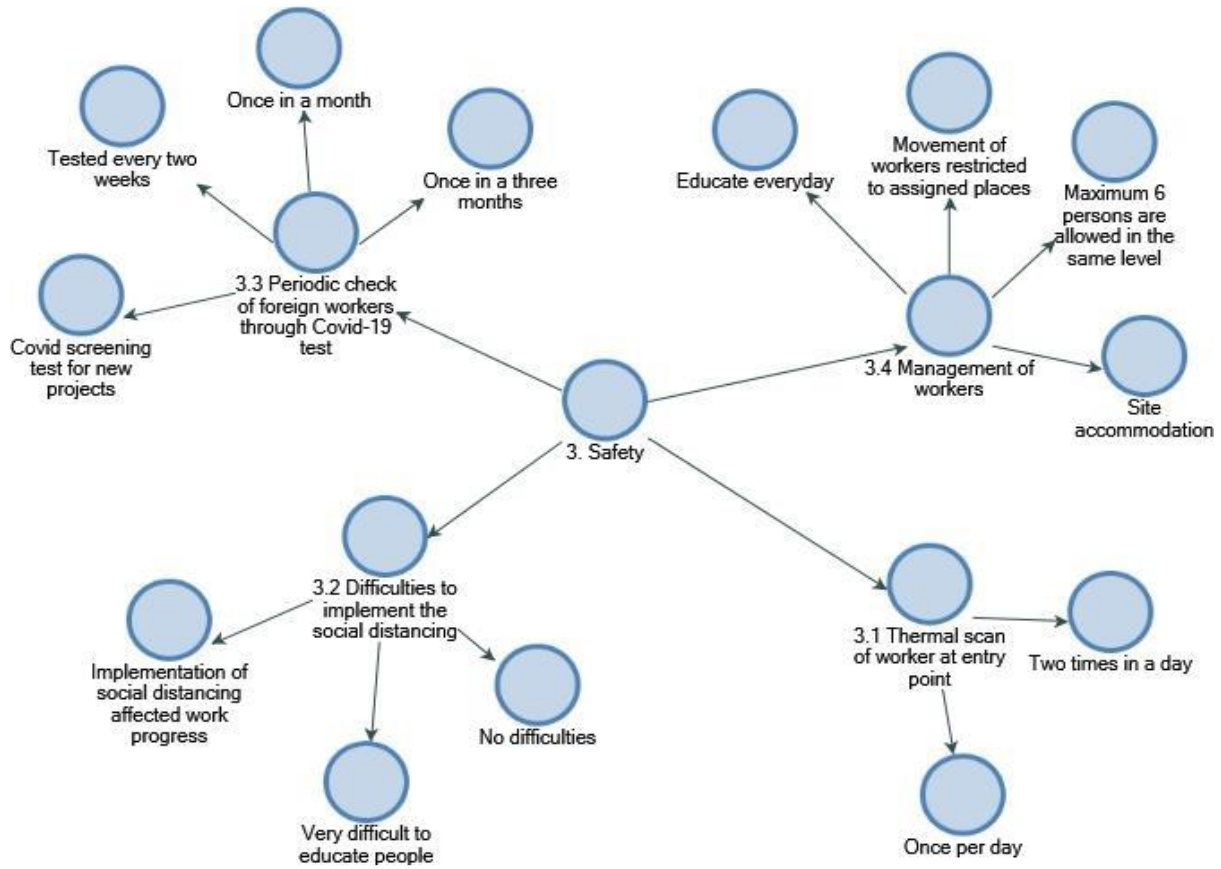 Once in a month
Tested every two
weeks
Once in a three
months
3.3 Periodic check
of foreign workers
through Covid-19
test
Covid screening
test for new
projects
Educate everyday
Movement of
workers restricted
to assigned places
Maximum 6
persons are
allowed in the
same level
3.4 Management of
workers
Site
accommodation
3. Safety
3.2 Difficulties to
implement the
social distancing
Implementation of
social distancing
affected work
progress
No difficulties
Very difficult to
educate people
3.1 Thermal scan
of worker at entry
point
Two times in a day
Once per day